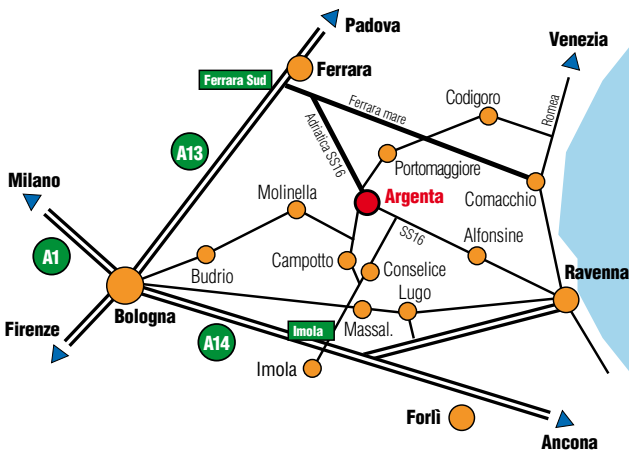 Padova
Venezia
Ferrara
Ferrara Sud
Ferrara mare
Codigoro
Romea
Adriatica SS16
A13
Portomaggiore
Milano
Molinella
Argenta
Comacchio
SS16
Alfonsine
A1
Budrio
Campotto
Conselice
Ravenna
Lugo
Bologna
Massal.
Firenze
Imola
A14
Imola
Forlì
Ancona